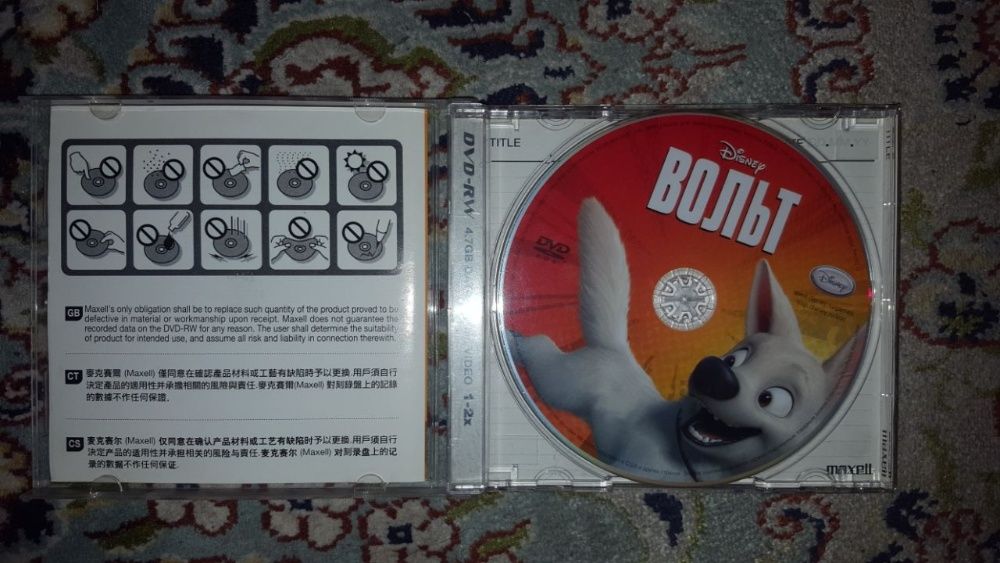 GB Maxell's only obligation shall be to replace such quantity of the product proved to be
defective in material or workmanship upon receipt. Maxell does not guarantee the
recorded data on the DVD-RW for any reason. The user shall determine the suitability
of product for intended use, and assume all risk and liability in connection therewith.
CT 麥克賽爾 (Maxell) 僅同意在確認產品材料或工藝有缺陷時予以更換.用戶須自行
決定產品的適用性并承擔相關的風險與責任.麥克賽爾(Maxell) 對刻錄盤上的記錄
的數據不作任何保證.
CS 麦克赛尔 (Maxell) 仅同意在确认产品材料或工艺有缺陷时予以更换.用戶須自行
决定产品的适用性并承担相关的风险与责任.麦克赛尔 (Maxell) 对刻录盘上的记
录的數据不作任何保证.
DVD-RW 4.7GB
VIDEO 1-2x
TITLE
TITLE
DISNEY
ВОЛЬТ
DVD
Disney
maxell
maxell